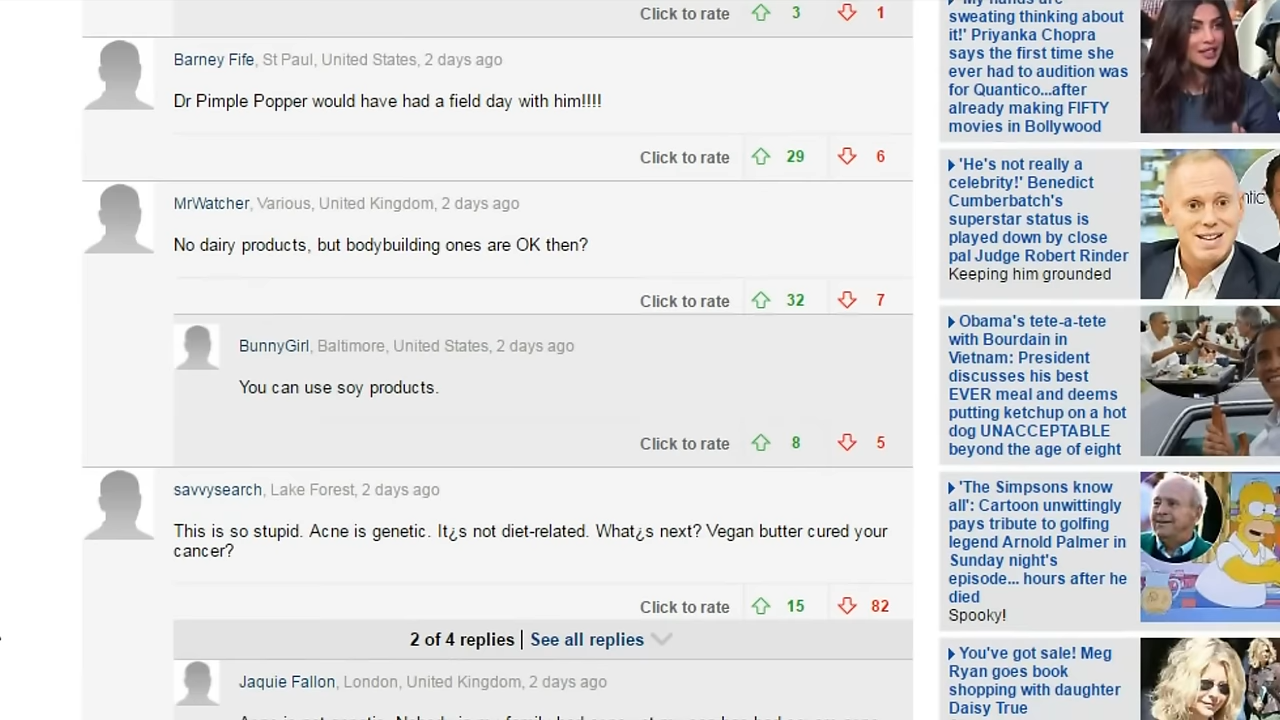 Click to rate 3 1
Barney Fife, St Paul, United States, 2 days ago
Dr Pimple Popper would have had a field day with him!!!!
Click to rate 29 6
MrWatcher, Various, United Kingdom, 2 days ago
No dairy products, but bodybuilding ones are OK then?
Click to rate 32 7
BunnyGirl, Baltimore, United States, 2 days ago
You can use soy products.
Click to rate 8 5
savvysearch, Lake Forest, 2 days ago
This is so stupid. Acne is genetic. It¿s not diet-related. What¿s next? Vegan butter cured your
cancer?
Click to rate 15 82
2 of 4 replies | See all replies
Jaquie Fallon, London, United Kingdom, 2 days ago
sweating thinking about
it!' Priyanka Chopra
says the first time she
ever had to audition was
for Quantico...after
already making FIFTY
movies in Bollywood
'He's not really a
celebrity!' Benedict
Cumberbatch's
superstar status is
played down by close
pal Judge Robert Rinder
Keeping him grounded
Obama's tete-a-tete
with Bourdain in
Vietnam: President
discusses his best
EVER meal and deems
putting ketchup on a hot
dog UNACCEPTABLE
beyond the age of eight
'The Simpsons know
all': Cartoon unwittingly
pays tribute to golfing
legend Arnold Palmer in
Sunday night's
episode... hours after he
died
Spooky!
You've got sale! Meg
Ryan goes book
shopping with daughter
Daisy True